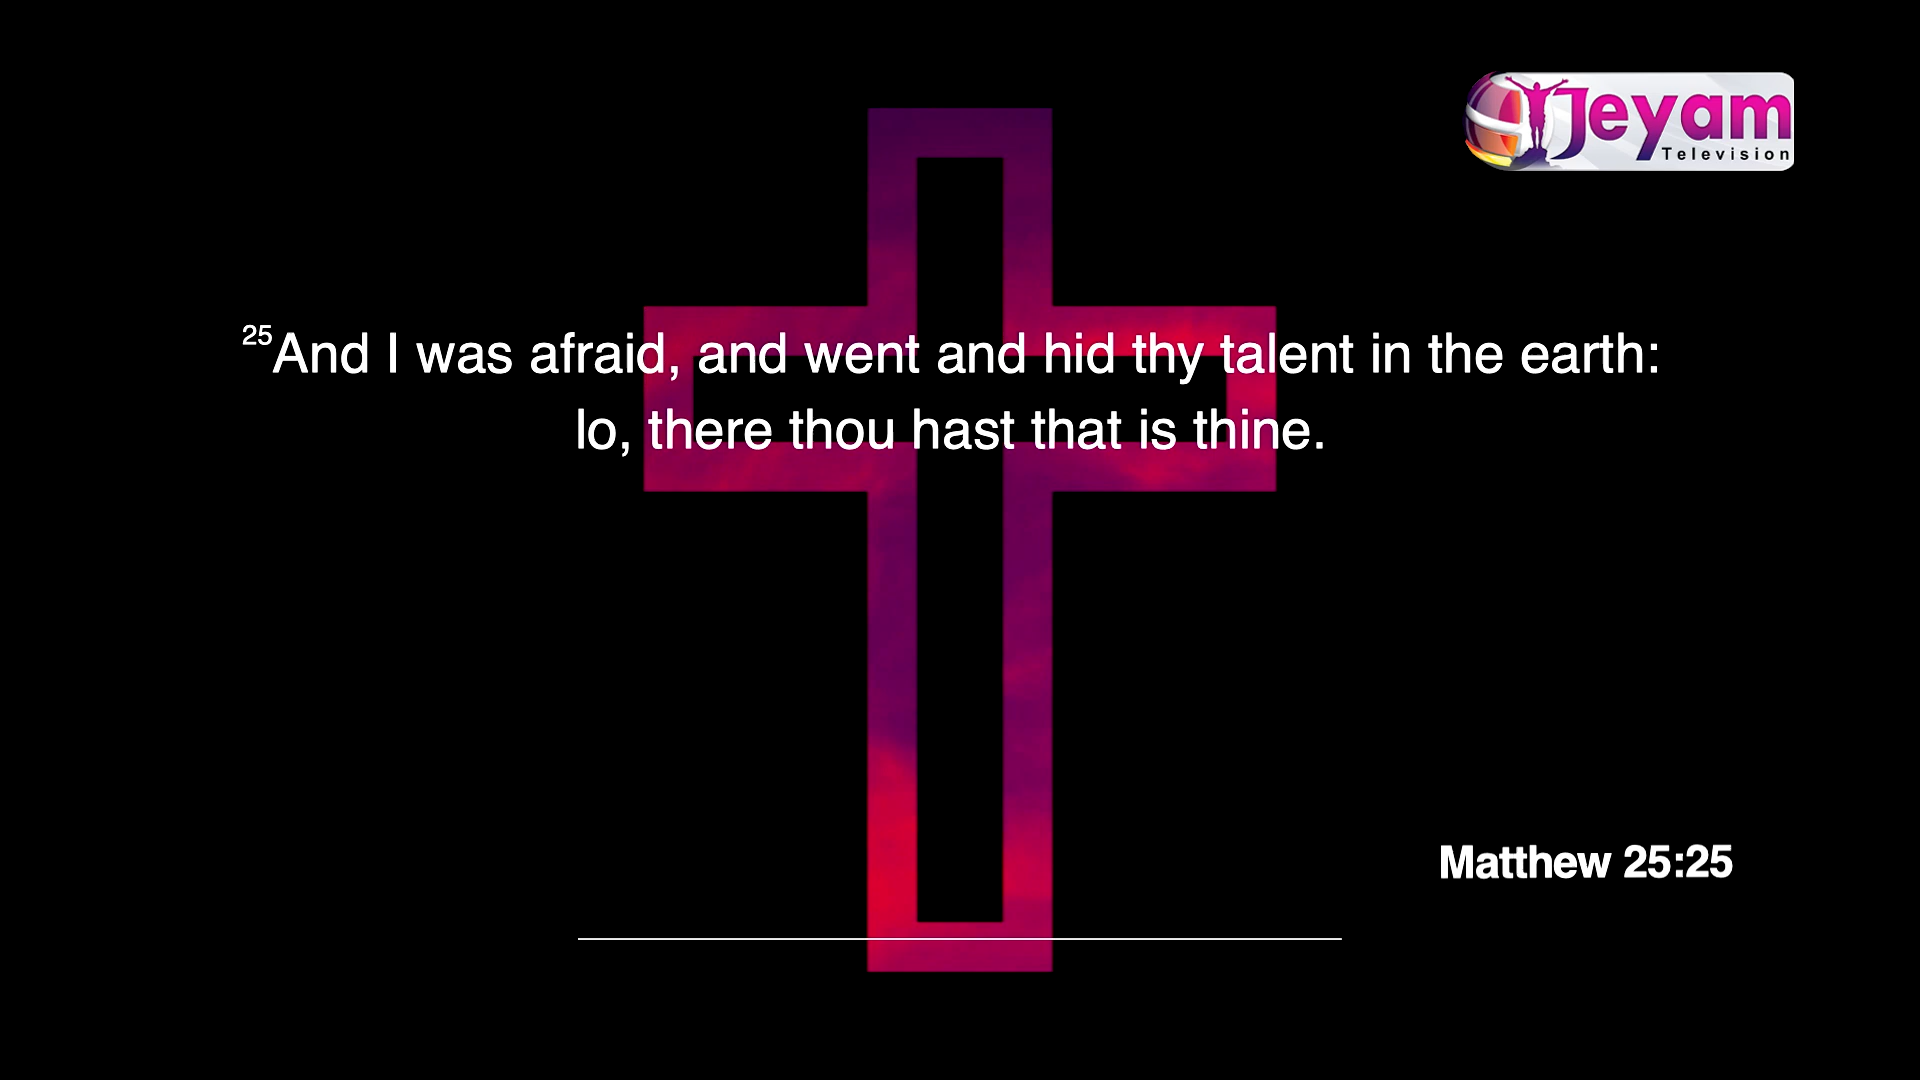 Jeyam
Television
25And I was afraid, and went and hid thy talent in the earth:
lo, there thou hast that is thine.
Matthew 25:25